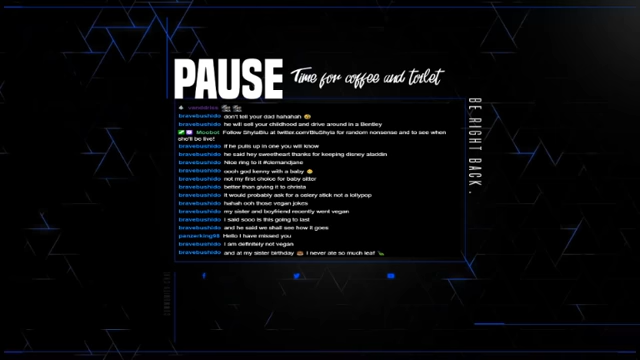 PAUSE Time for coffee and toilet
BE RIGHT BACK.
bravebushido don't tell your dad hahahah
bravebushido he will sell your childhood and drive around in a Bentley
Moobot Follow ShylaBlu at twitter.com/BluShyla for random nonsense and to see when
she'll be live!
bravebushido if he pulls up in one you will know
bravebushido he said hey sweetheart thanks for keeping disney aladdin
bravebushido Nice ring to it #clemandjane
bravebushido oooh god kenny with a baby
bravebushido not my first choice for baby sitter
bravebushido better than giving it to christa
bravebushido it would probably ask for a celery stick not a lollypop
bravebushido hahah ooh those vegan jokes
bravebushido my sister and boyfriend recently went vegan
bravebushido I said sooo is this going to last
bravebushido and he said we shall see how it goes
panzerking98 Hello I have missed you
bravebushido I am definitely not vegan
bravebushido and at my sister birthday I never ate so much leaf